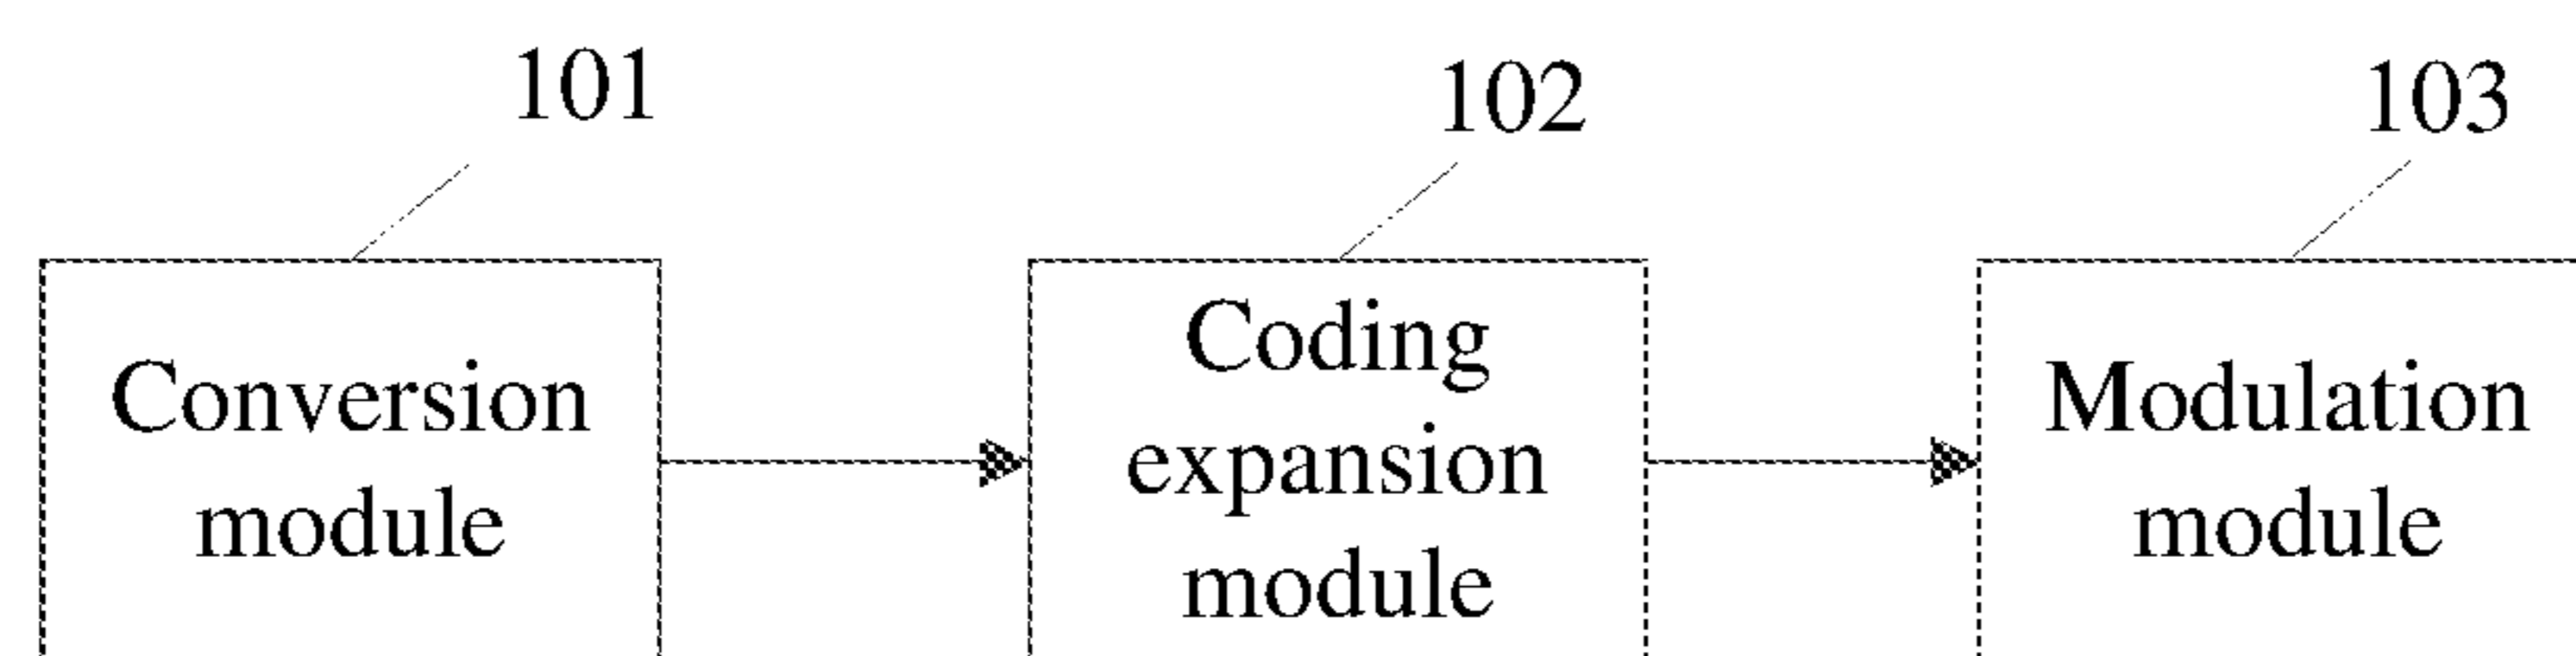 101
102
103
Conversion
module
Coding
expansion
module
Modulation
module